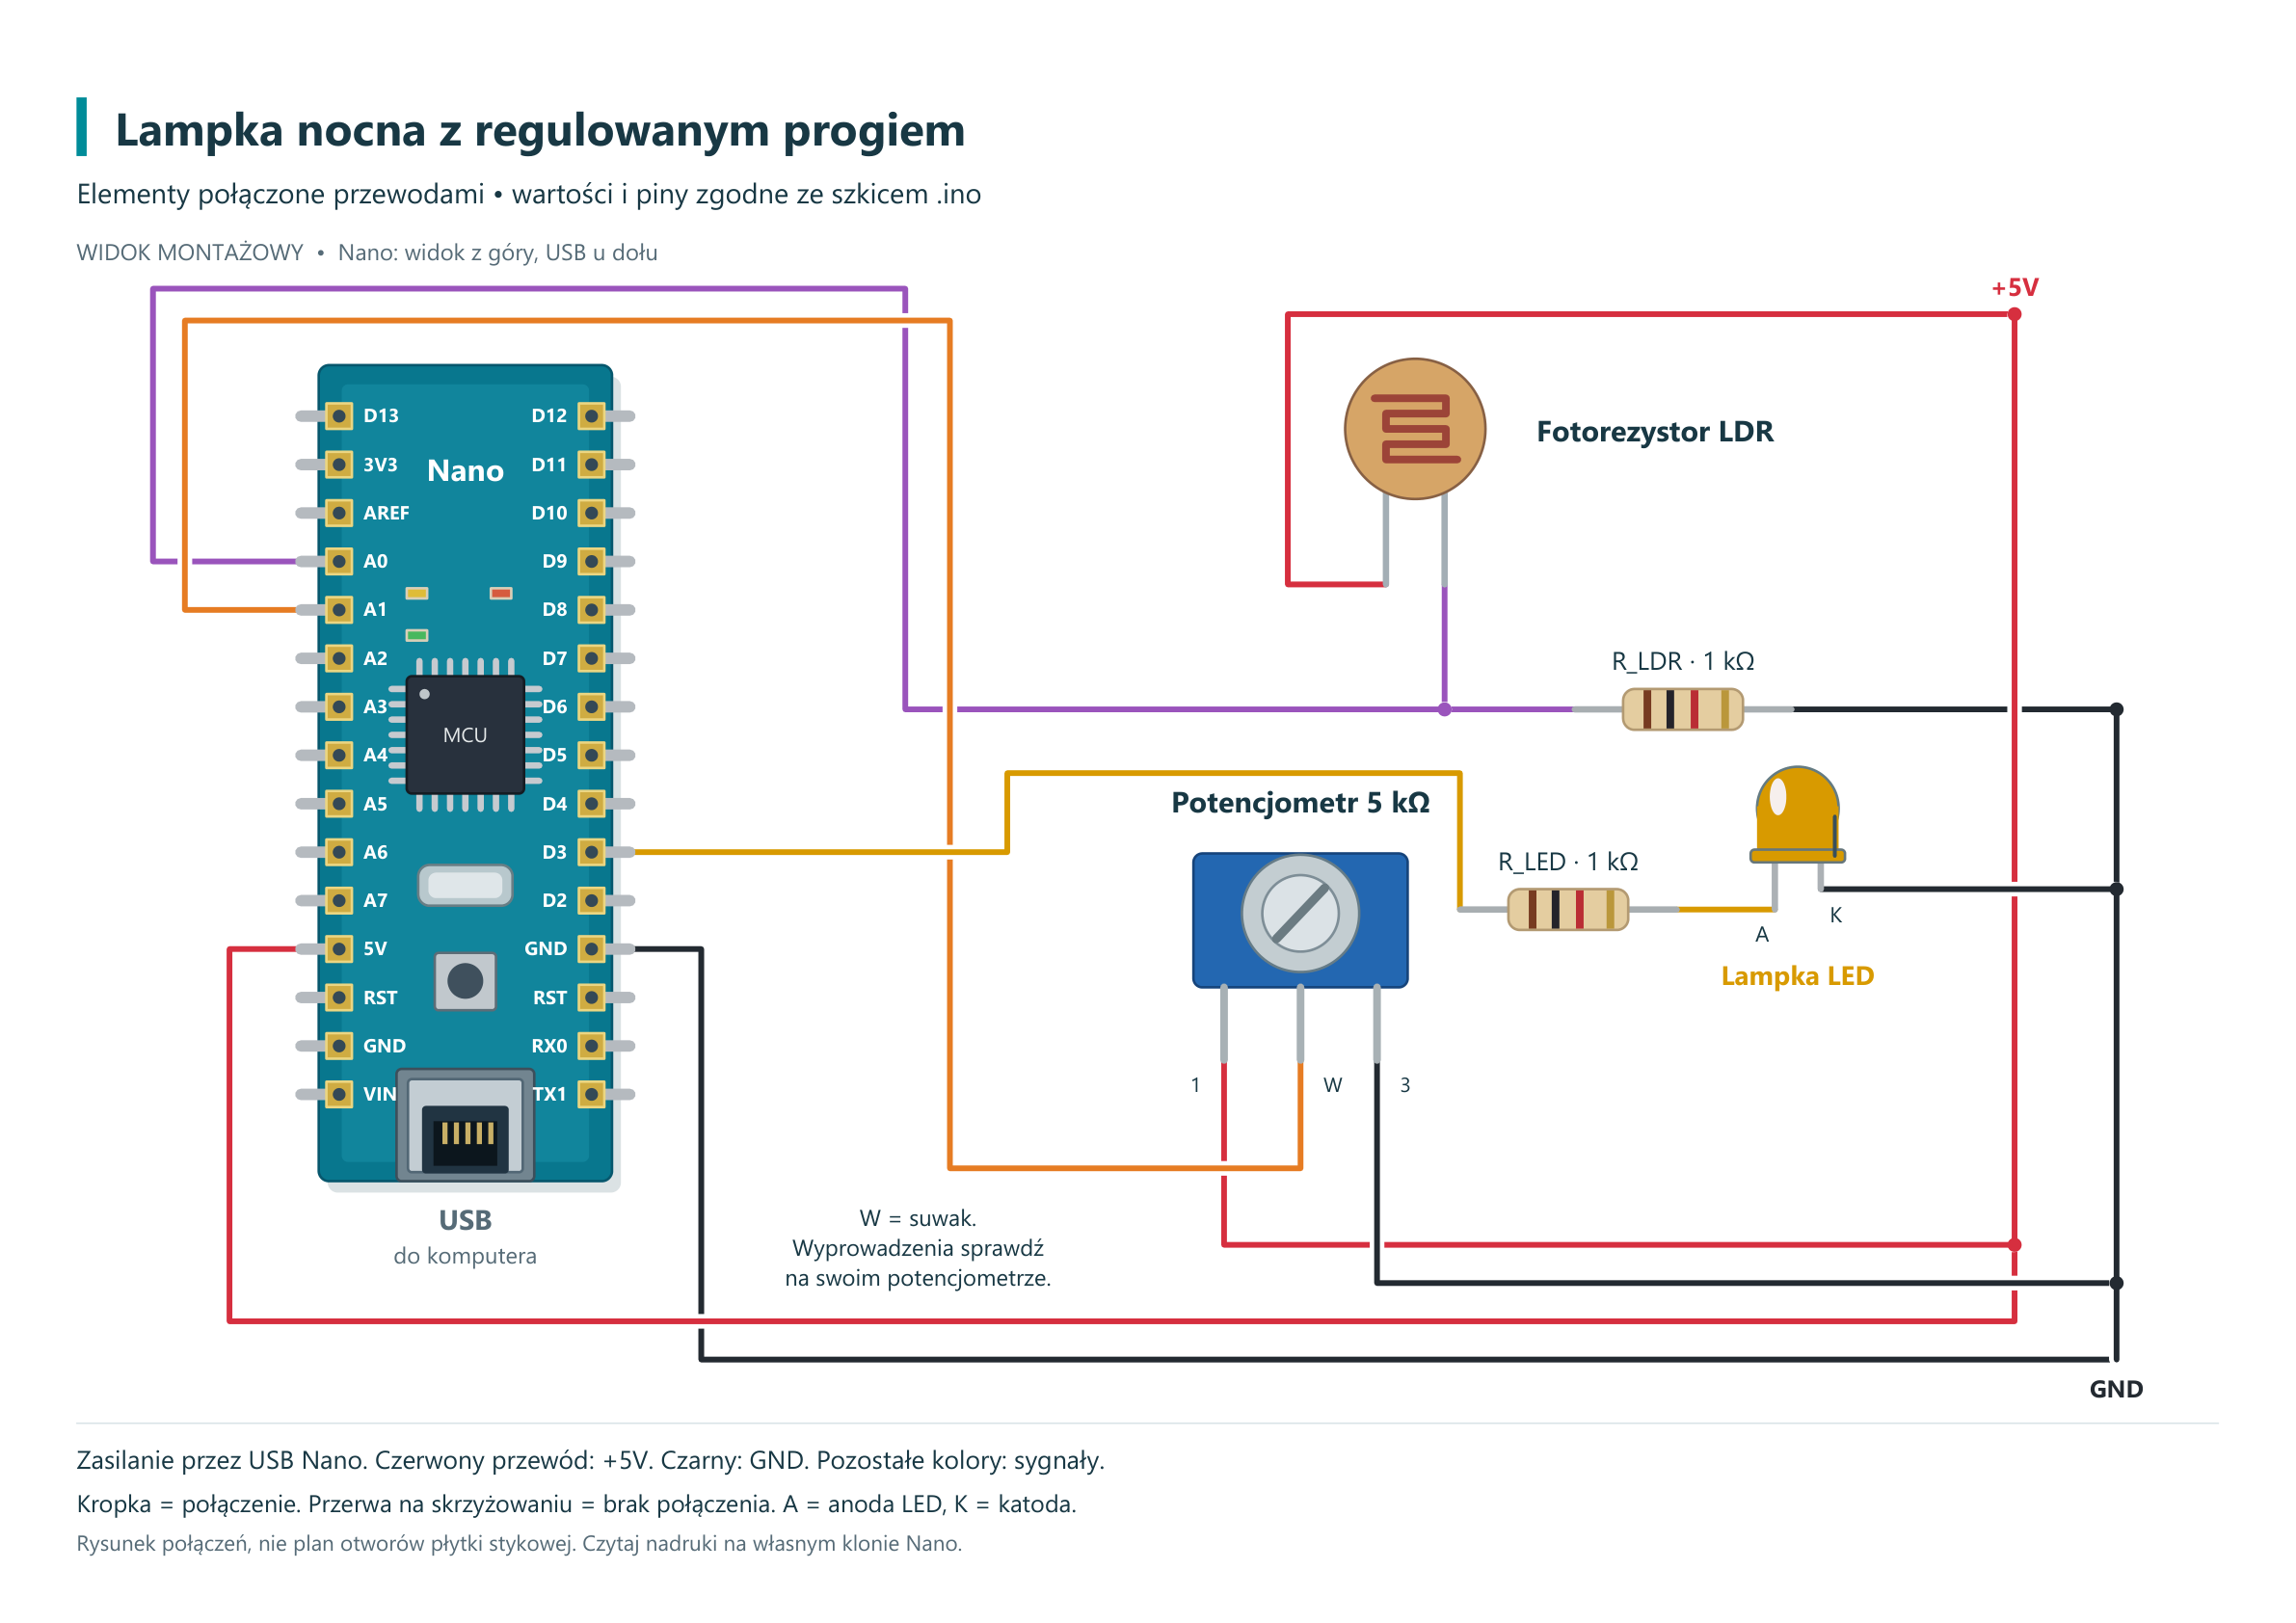 Lampka nocna z regulowanym progiem
Elementy połączone przewodami • wartości i piny zgodne ze szkicem .ino
WIDOK MONTAŻOWY • Nano: widok z góry, USB u dołu
+5V
D13 D12
3V3 Nano D11
AREF D10
A0 D9
A1 D8
A2 D7
A3 D6
MCU
A4 D5
A5 D4
A6 D3
A7 D2
5V GND
RST RST
GND RX0
VIN TX1
USB
do komputera
Fotorezystor LDR
R_LDR · 1 kΩ
Potencjometr 5 kΩ
R_LED · 1 kΩ
A
K
Lampka LED
1 W 3
W = suwak.
Wyprowadzenia sprawdź
na swoim potencjometrze.
GND
Zasilanie przez USB Nano. Czerwony przewód: +5V. Czarny: GND. Pozostałe kolory: sygnały.
Kropka = połączenie. Przerwa na skrzyżowaniu = brak połączenia. A = anoda LED, K = katoda.
Rysunek połączeń, nie plan otworów płytki stykowej. Czytaj nadruki na własnym klonie Nano.